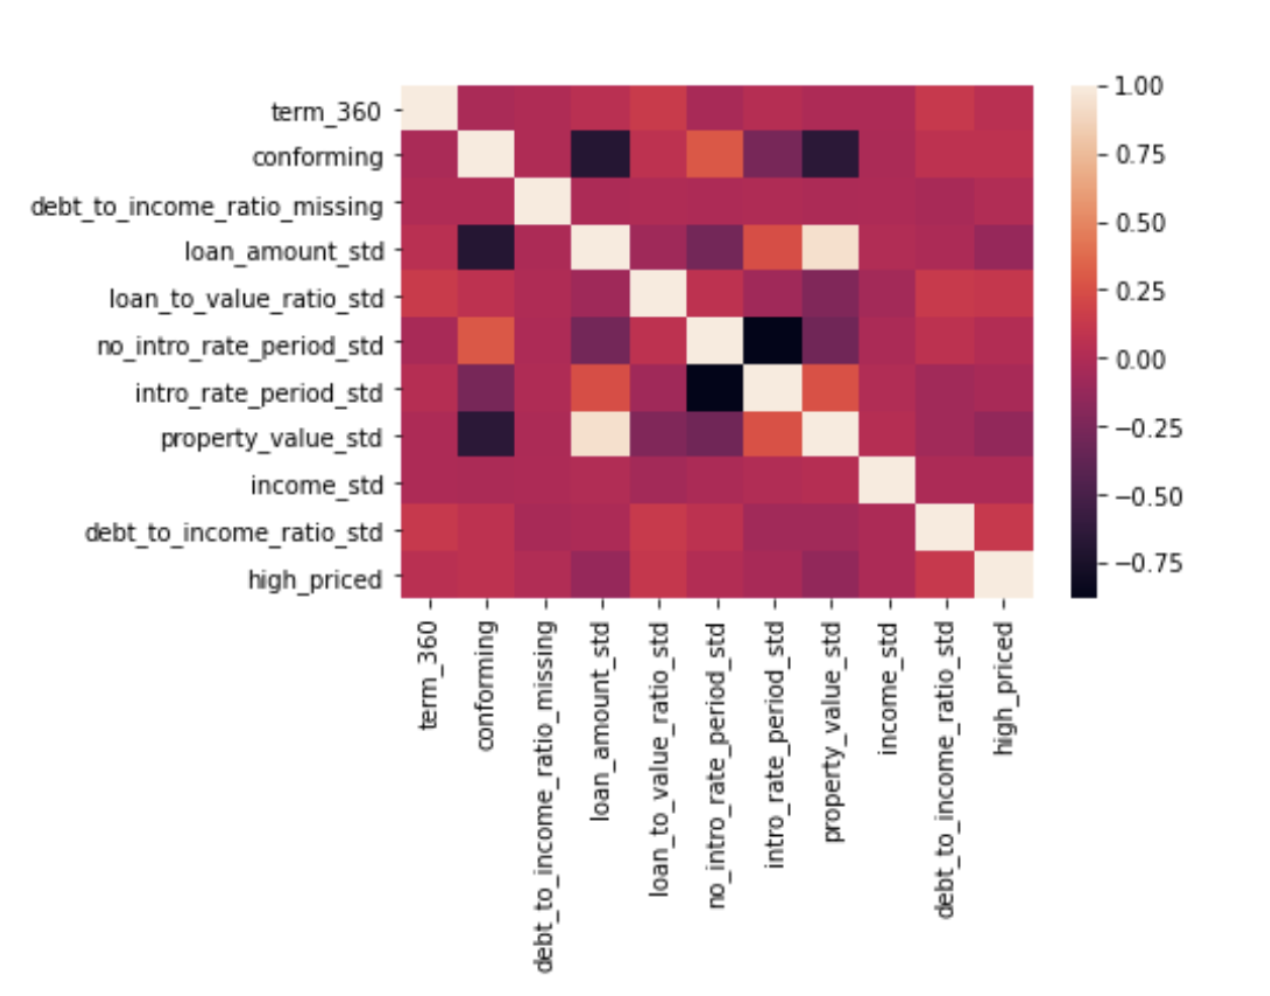 term_360
conforming
debt_to_income_ratio_missing
loan_amount_std
loan_to_value_ratio_std
no_intro_rate_period_std
intro_rate_period_std
property_value_std
income_std
debt_to_income_ratio_std
high_priced
term_360
conforming
debt_to_income_ratio_missing
loan_amount_std
loan_to_value_ratio_std
no_intro_rate_period_std
intro_rate_period_std
property_value_std
income_std
debt_to_income_ratio_std
high_priced
1.00
0.75
0.50
0.25
0.00
−0.25
−0.50
−0.75